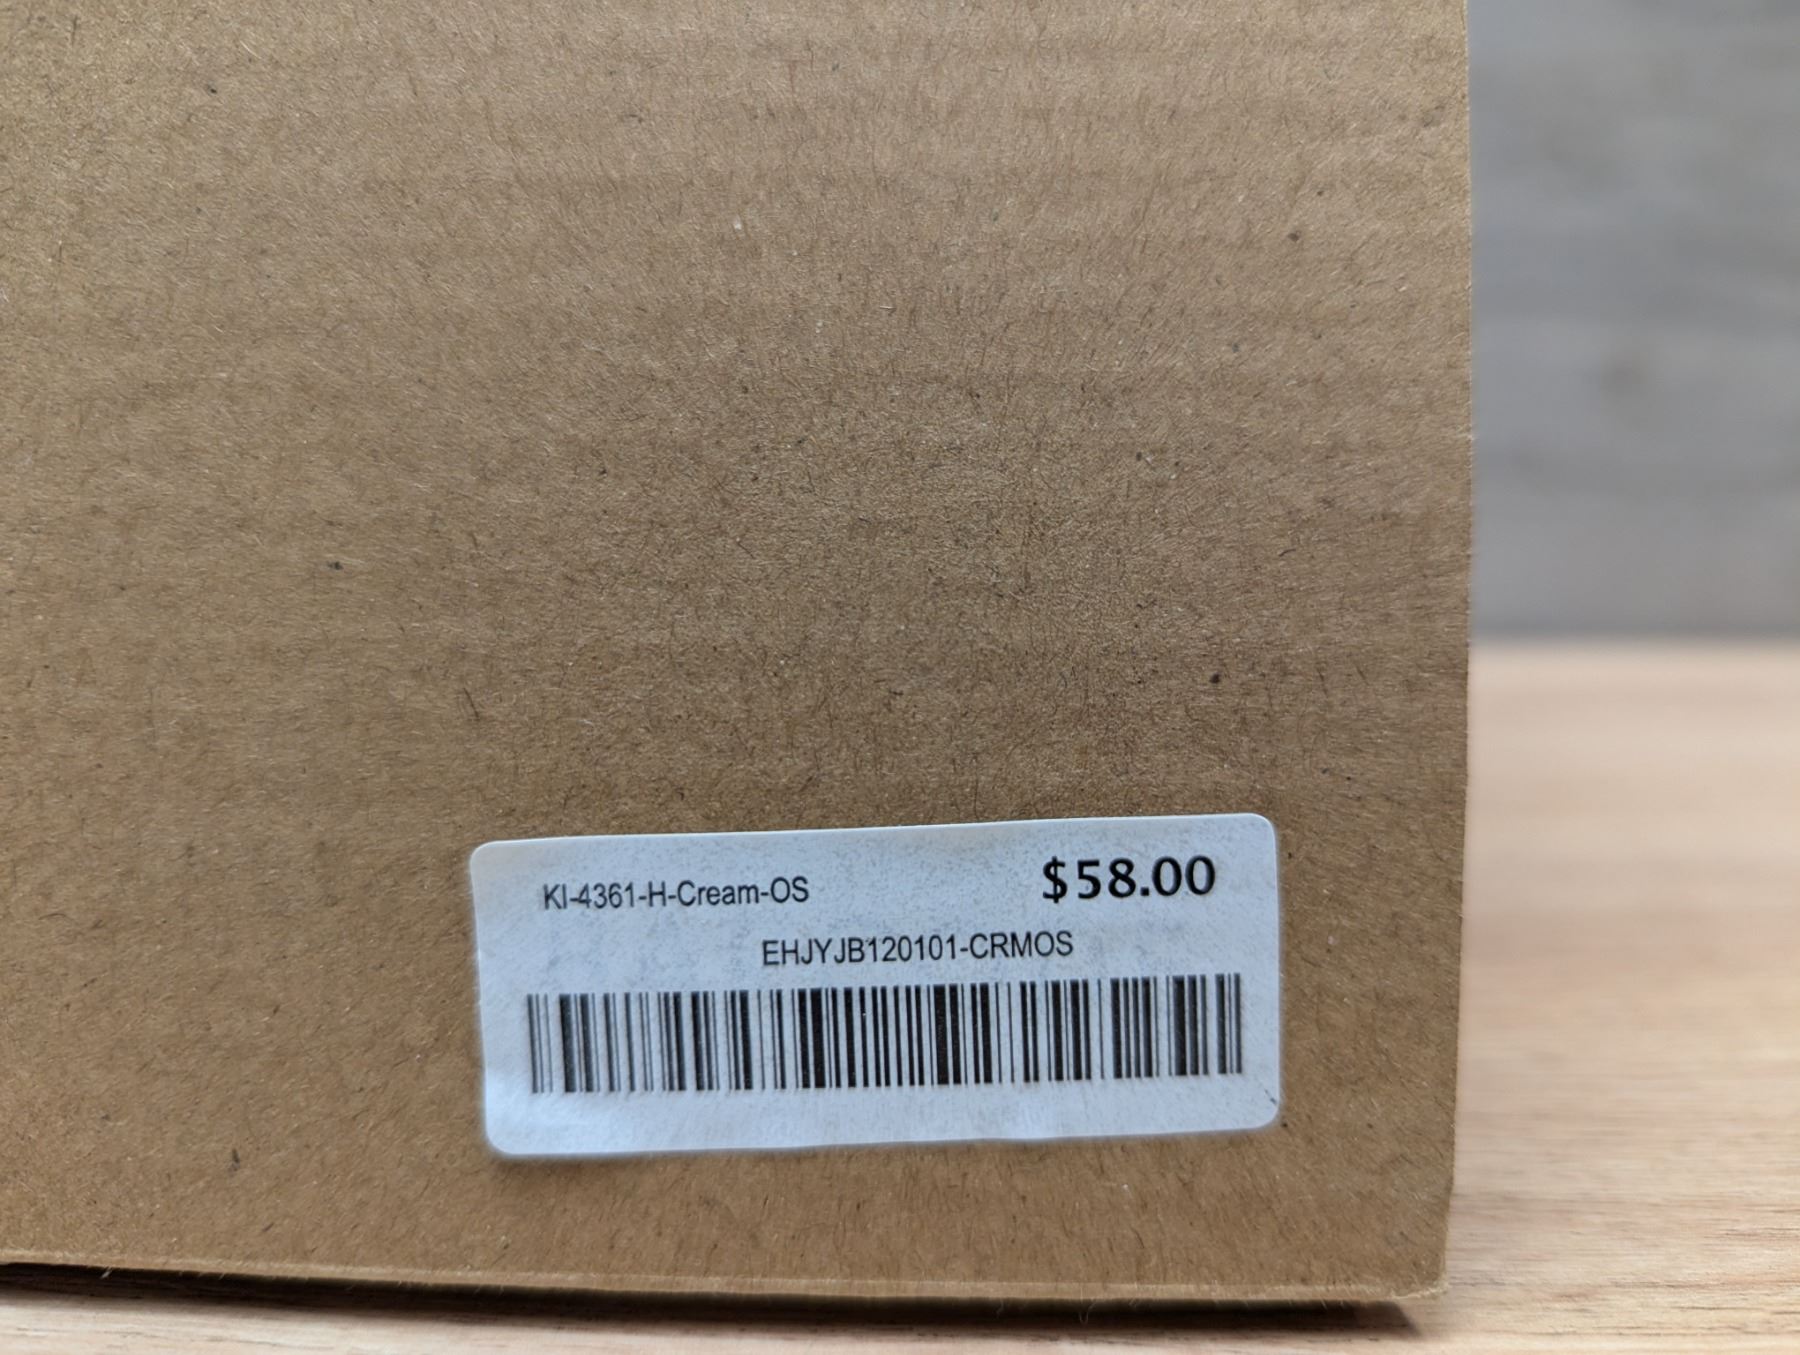 KI-4361-H-Cream-OS $58.00
EHJYJB120101-CRMOS